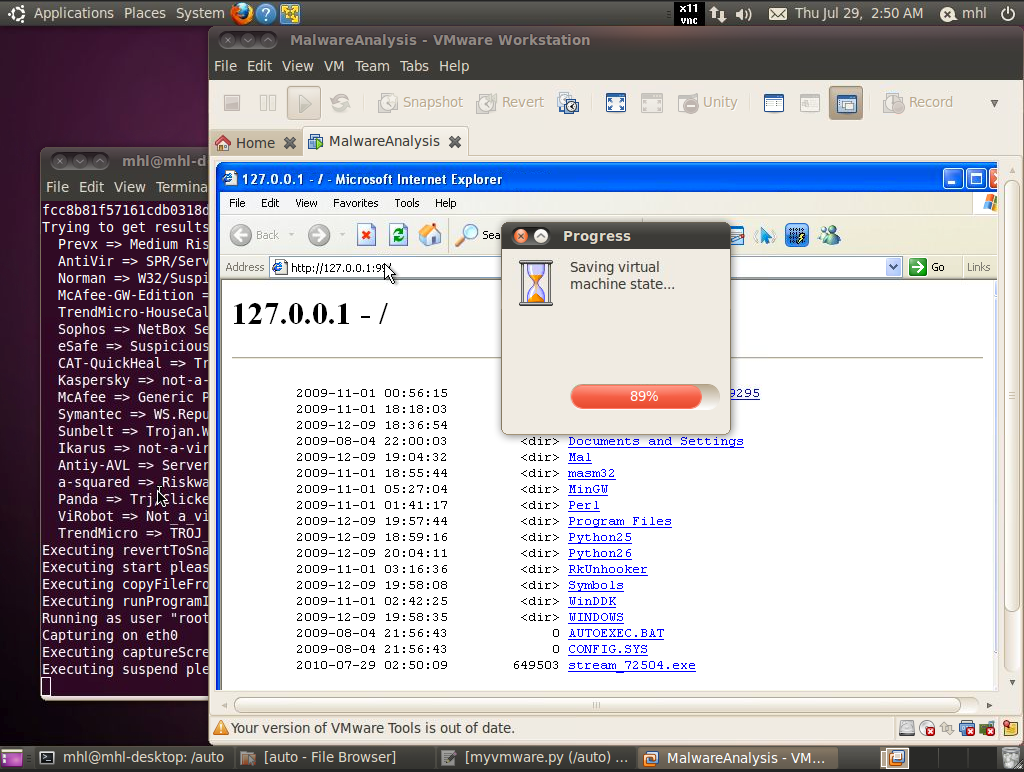 Applications Places System
x11
vnc
Thu Jul 29, 2:50 AM
mhl
MalwareAnalysis - VMware Workstation
File Edit View VM Team Tabs Help
Snapshot Revert Unity Record
Home MalwareAnalysis
mhl@mhl-de
File Edit View Termina
fcc8b81f57161cdb0318d
Trying to get results
Prevx => Medium Ris
AntiVir => SPR/Serv
Norman => W32/Suspi
McAfee-GW-Edition =
TrendMicro-HouseCal
Sophos => NetBox Se
eSafe => Suspicious
CAT-QuickHeal => Tr
Kaspersky => not-a-
McAfee => Generic P
Symantec => WS.Repu
Sunbelt => Trojan.W
Ikarus => not-a-vir
Antiy-AVL => Server
a-squared => Riskwa
Panda => Trj/Clicke
ViRobot => Not_a_vi
TrendMicro => TROJ_
Executing revertToSna
Executing start pleas
Executing copyFileFro
Executing runProgramI
Running as user "root
Capturing on eth0
Executing captureScre
Executing suspend ple
127.0.0.1 - / - Microsoft Internet Explorer
File Edit View Favorites Tools Help
Back Sea
Address http://127.0.0.1:99/ Go Links
127.0.0.1 - /
Progress
Saving virtual
machine state...
89%
2009-11-01 00:56:15 9295
2009-11-01 18:18:03
2009-12-09 18:36:54
2009-08-04 22:00:03 <dir> Documents and Settings
2009-12-09 19:04:32 <dir> Mal
2009-11-01 18:55:44 <dir> masm32
2009-11-01 05:27:04 <dir> MinGW
2009-11-01 01:41:17 <dir> Perl
2009-12-09 19:57:44 <dir> Program Files
2009-12-09 18:59:16 <dir> Python25
2009-12-09 20:04:11 <dir> Python26
2009-11-01 03:16:36 <dir> RkUnhooker
2009-12-09 19:58:08 <dir> Symbols
2009-11-01 02:42:25 <dir> WinDDK
2009-12-09 19:58:35 <dir> WINDOWS
2009-08-04 21:56:43 0 AUTOEXEC.BAT
2009-08-04 21:56:43 0 CONFIG.SYS
2010-07-29 02:50:09 649503 stream_72504.exe
Your version of VMware Tools is out of date.
mhl@mhl-desktop: /auto
[auto - File Browser]
[myvmware.py (/auto) ...
MalwareAnalysis - VM...